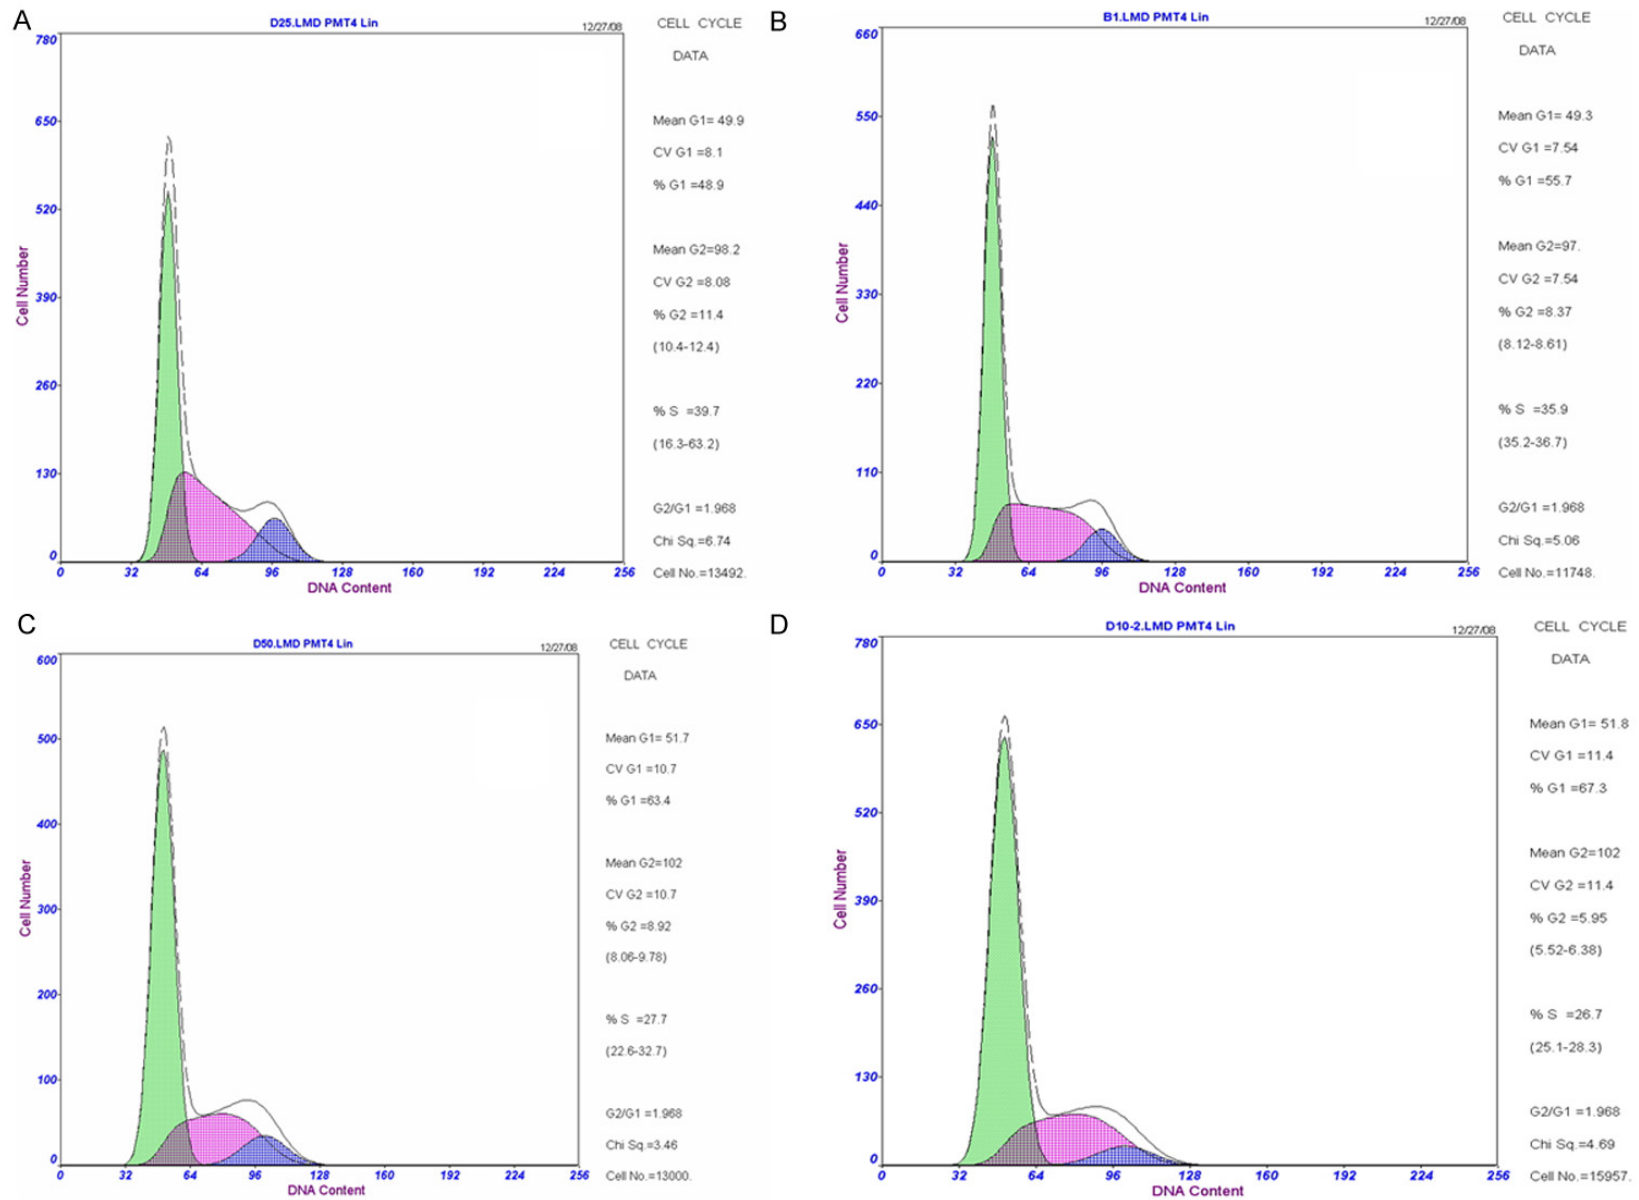 A
D25.LMD PMT4 Lin
12/27/08
780
650
520
390
260
130
0
Cell Number
0 32 64 96 128 160 192 224 256
DNA Content
CELL CYCLE
DATA
Mean G1= 49.9
CV G1 =8.1
% G1 =48.9
Mean G2=98.2
CV G2 =8.08
% G2 =11.4
(10.4-12.4)
% S =39.7
(16.3-63.2)
G2/G1 =1.968
Chi Sq.=6.74
Cell No.=13492.
B
B1.LMD PMT4 Lin
12/27/08
660
550
440
330
220
110
0
Cell Number
0 32 64 96 128 160 192 224 256
DNA Content
CELL CYCLE
DATA
Mean G1= 49.3
CV G1 =7.54
% G1 =55.7
Mean G2=97.
CV G2 =7.54
% G2 =8.37
(8.12-8.61)
% S =35.9
(35.2-36.7)
G2/G1 =1.968
Chi Sq.=5.06
Cell No.=11748.
C
D50.LMD PMT4 Lin
12/27/08
600
500
400
300
200
100
0
Cell Number
0 32 64 96 128 160 192 224 256
DNA Content
CELL CYCLE
DATA
Mean G1= 51.7
CV G1 =10.7
% G1 =63.4
Mean G2=102
CV G2 =10.7
% G2 =8.92
(8.06-9.78)
% S =27.7
(22.6-32.7)
G2/G1 =1.968
Chi Sq.=3.46
Cell No.=13000.
D
D10-2.LMD PMT4 Lin
12/27/08
780
650
520
390
260
130
0
Cell Number
0 32 64 96 128 160 192 224 256
DNA Content
CELL CYCLE
DATA
Mean G1= 51.8
CV G1 =11.4
% G1 =67.3
Mean G2=102
CV G2 =11.4
% G2 =5.95
(5.52-6.38)
% S =26.7
(25.1-28.3)
G2/G1 =1.968
Chi Sq.=4.69
Cell No.=15957.